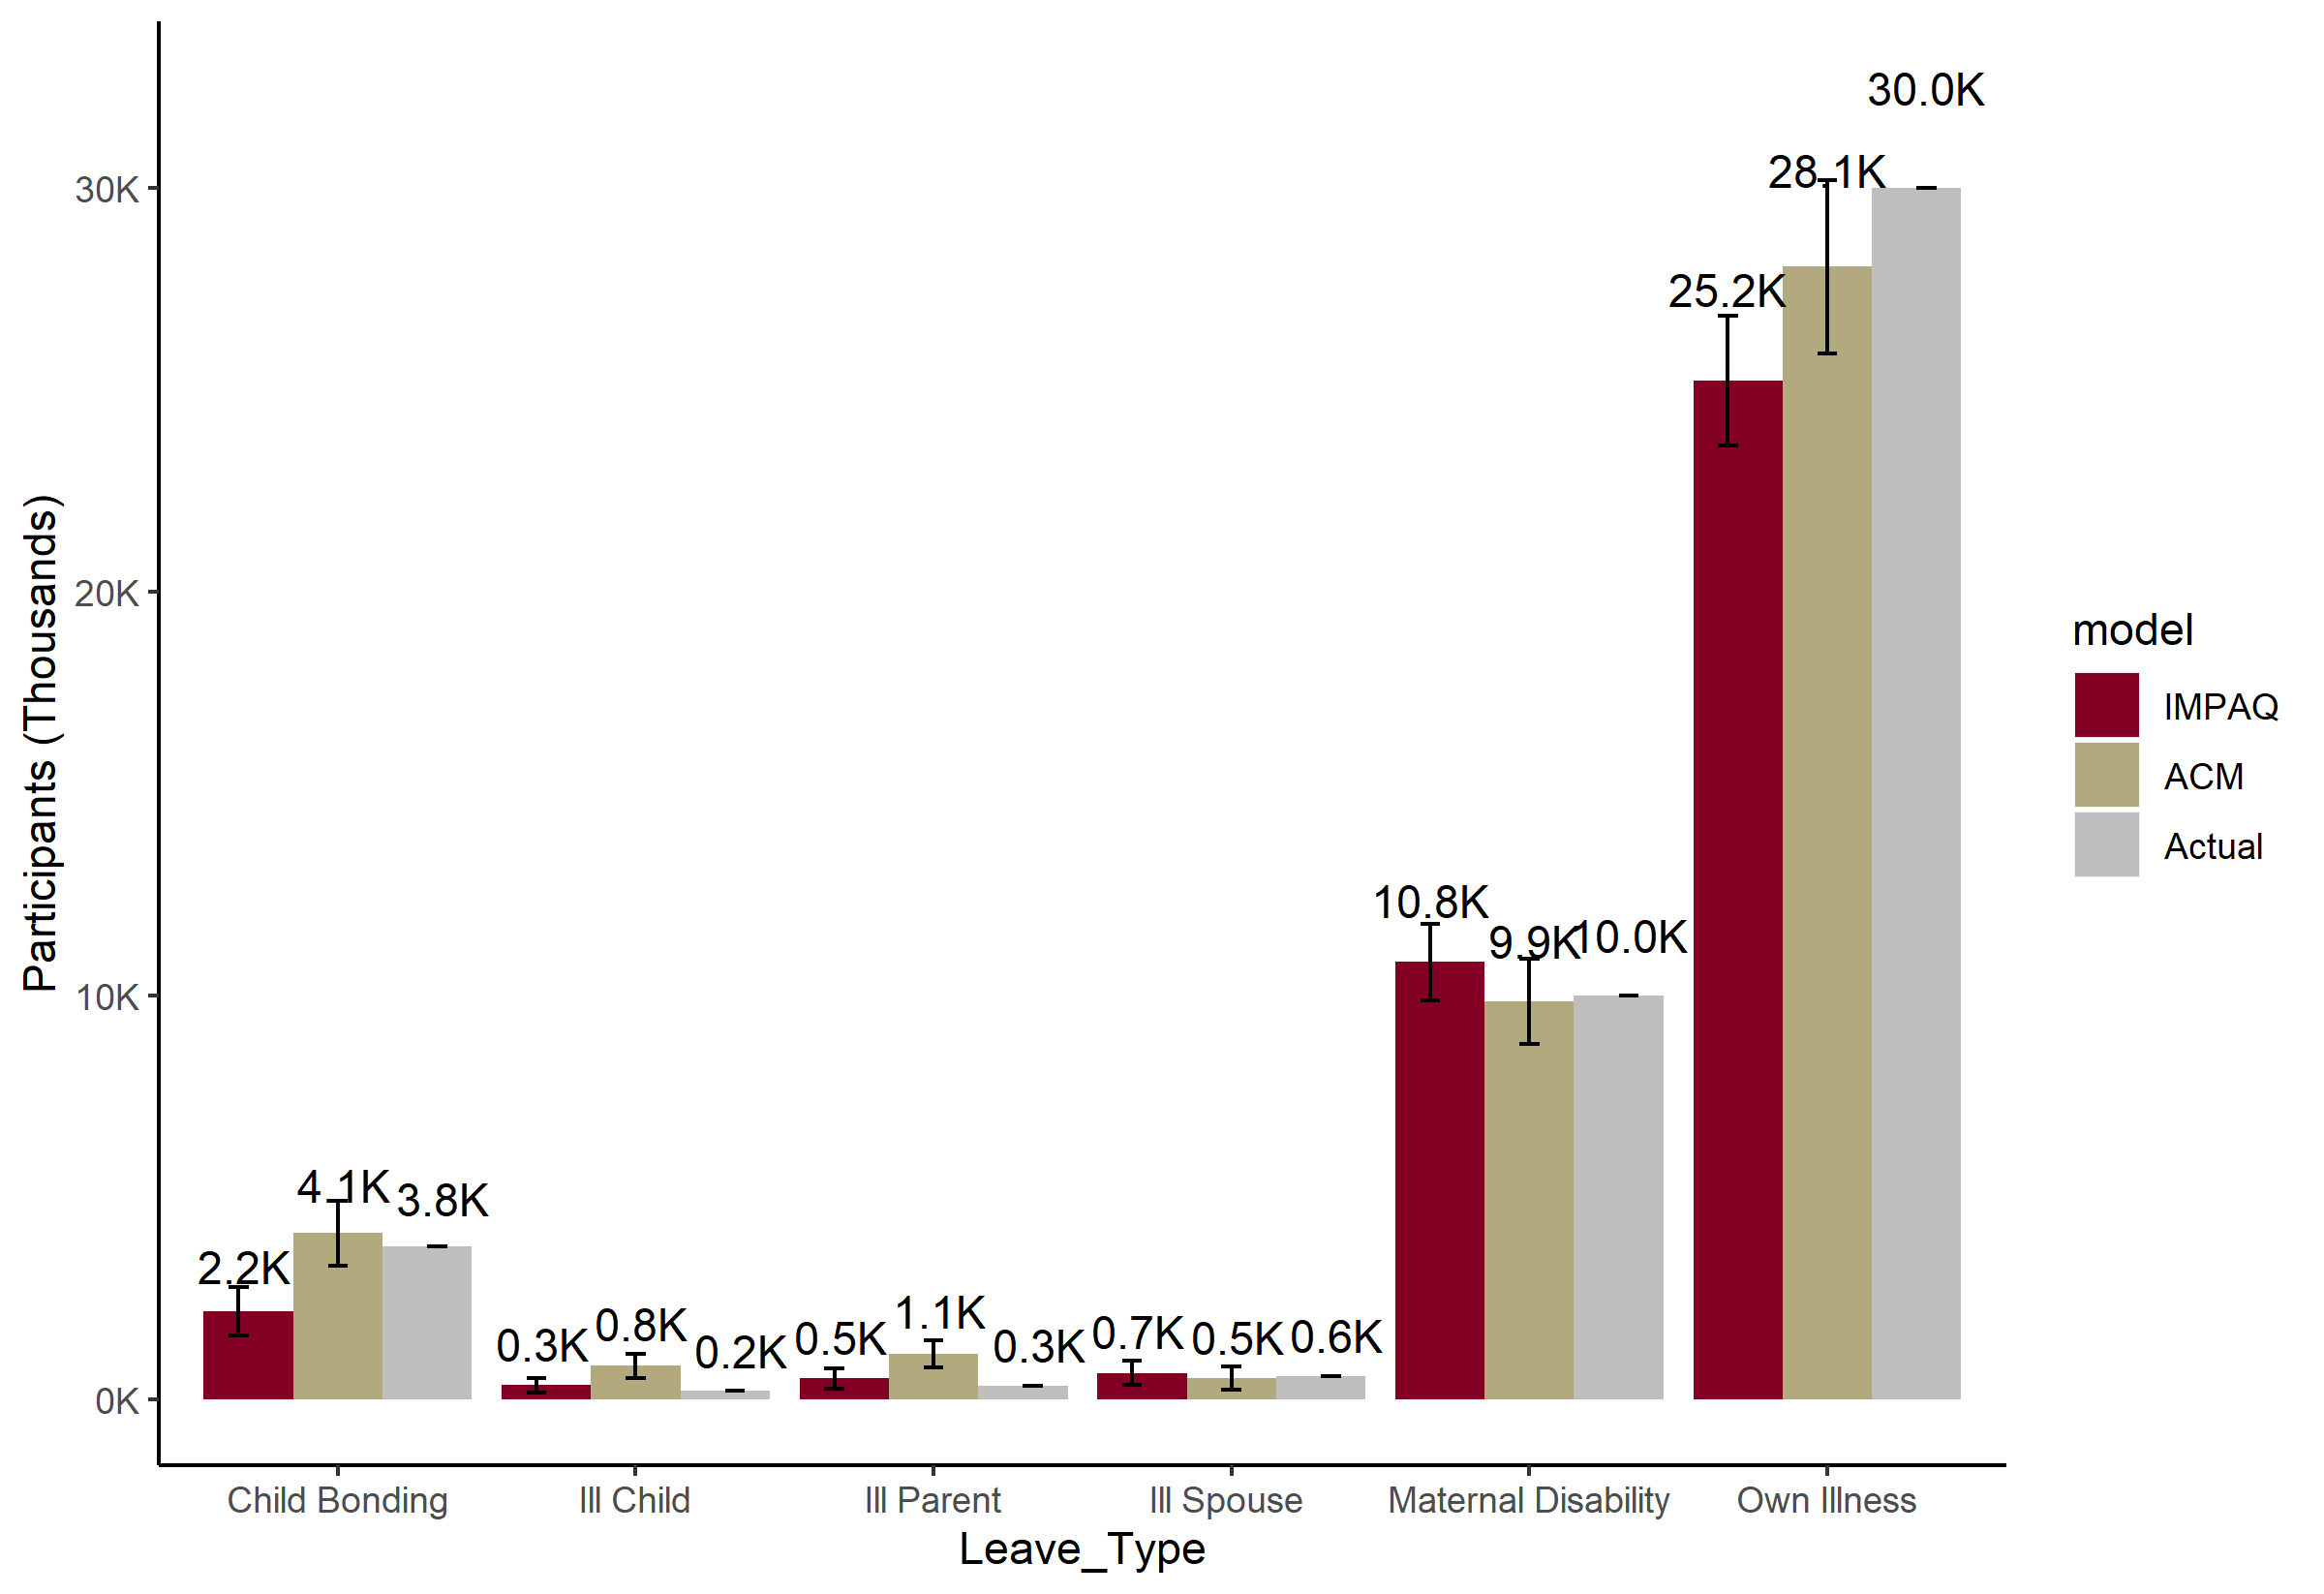 30.0K
28.1K
30K
25.2K
Participants (Thousands)
20K
model
IMPAQ
ACM
Actual
10.8K
9.9K
10.0K
10K
4.1K
3.8K
2.2K
0.3K
0.8K
0.2K
0.5K
1.1K
0.3K
0.7K
0.5K
0.6K
0K
Child Bonding
Ill Child
Ill Parent
Ill Spouse
Maternal Disability
Own Illness
Leave_Type